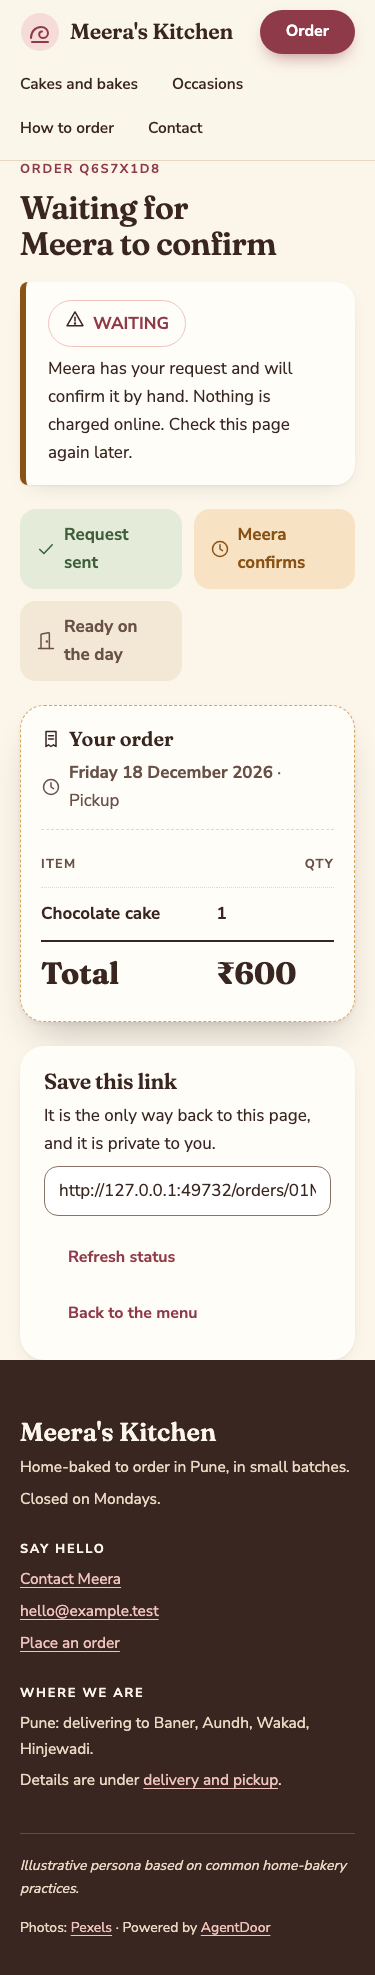 Meera's Kitchen
Order
Cakes and bakes
Occasions
How to order
Contact
ORDER Q6S7X1D8
Waiting for
Meera to confirm
WAITING
Meera has your request and will
confirm it by hand. Nothing is
charged online. Check this page
again later.
Request
sent
Meera
confirms
Ready on
the day
Your order
Friday 18 December 2026 ·
Pickup
ITEM QTY
Chocolate cake 1
Total ₹600
Save this link
It is the only way back to this page,
and it is private to you.
http://127.0.0.1:49732/orders/01
Refresh status
Back to the menu
Meera's Kitchen
Home-baked to order in Pune, in small batches.
Closed on Mondays.
SAY HELLO
Contact Meera
hello@example.test
Place an order
WHERE WE ARE
Pune: delivering to Baner, Aundh, Wakad,
Hinjewadi.
Details are under delivery and pickup.
Illustrative persona based on common home-bakery
practices.
Photos: Pexels · Powered by AgentDoor